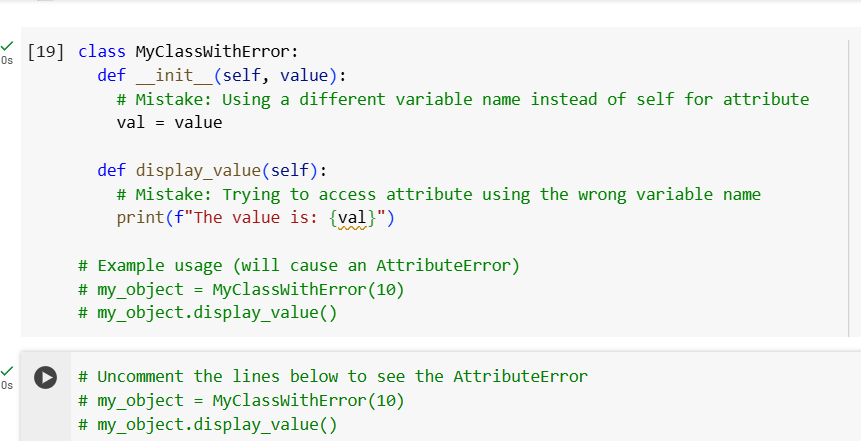 [19] class MyClassWithError:
0s
def __init__(self, value):
# Mistake: Using a different variable name instead of self for attribute
val = value
def display_value(self):
# Mistake: Trying to access attribute using the wrong variable name
print(f"The value is: {val}")
# Example usage (will cause an AttributeError)
# my_object = MyClassWithError(10)
# my_object.display_value()
# Uncomment the lines below to see the AttributeError
0s
# my_object = MyClassWithError(10)
# my_object.display_value()